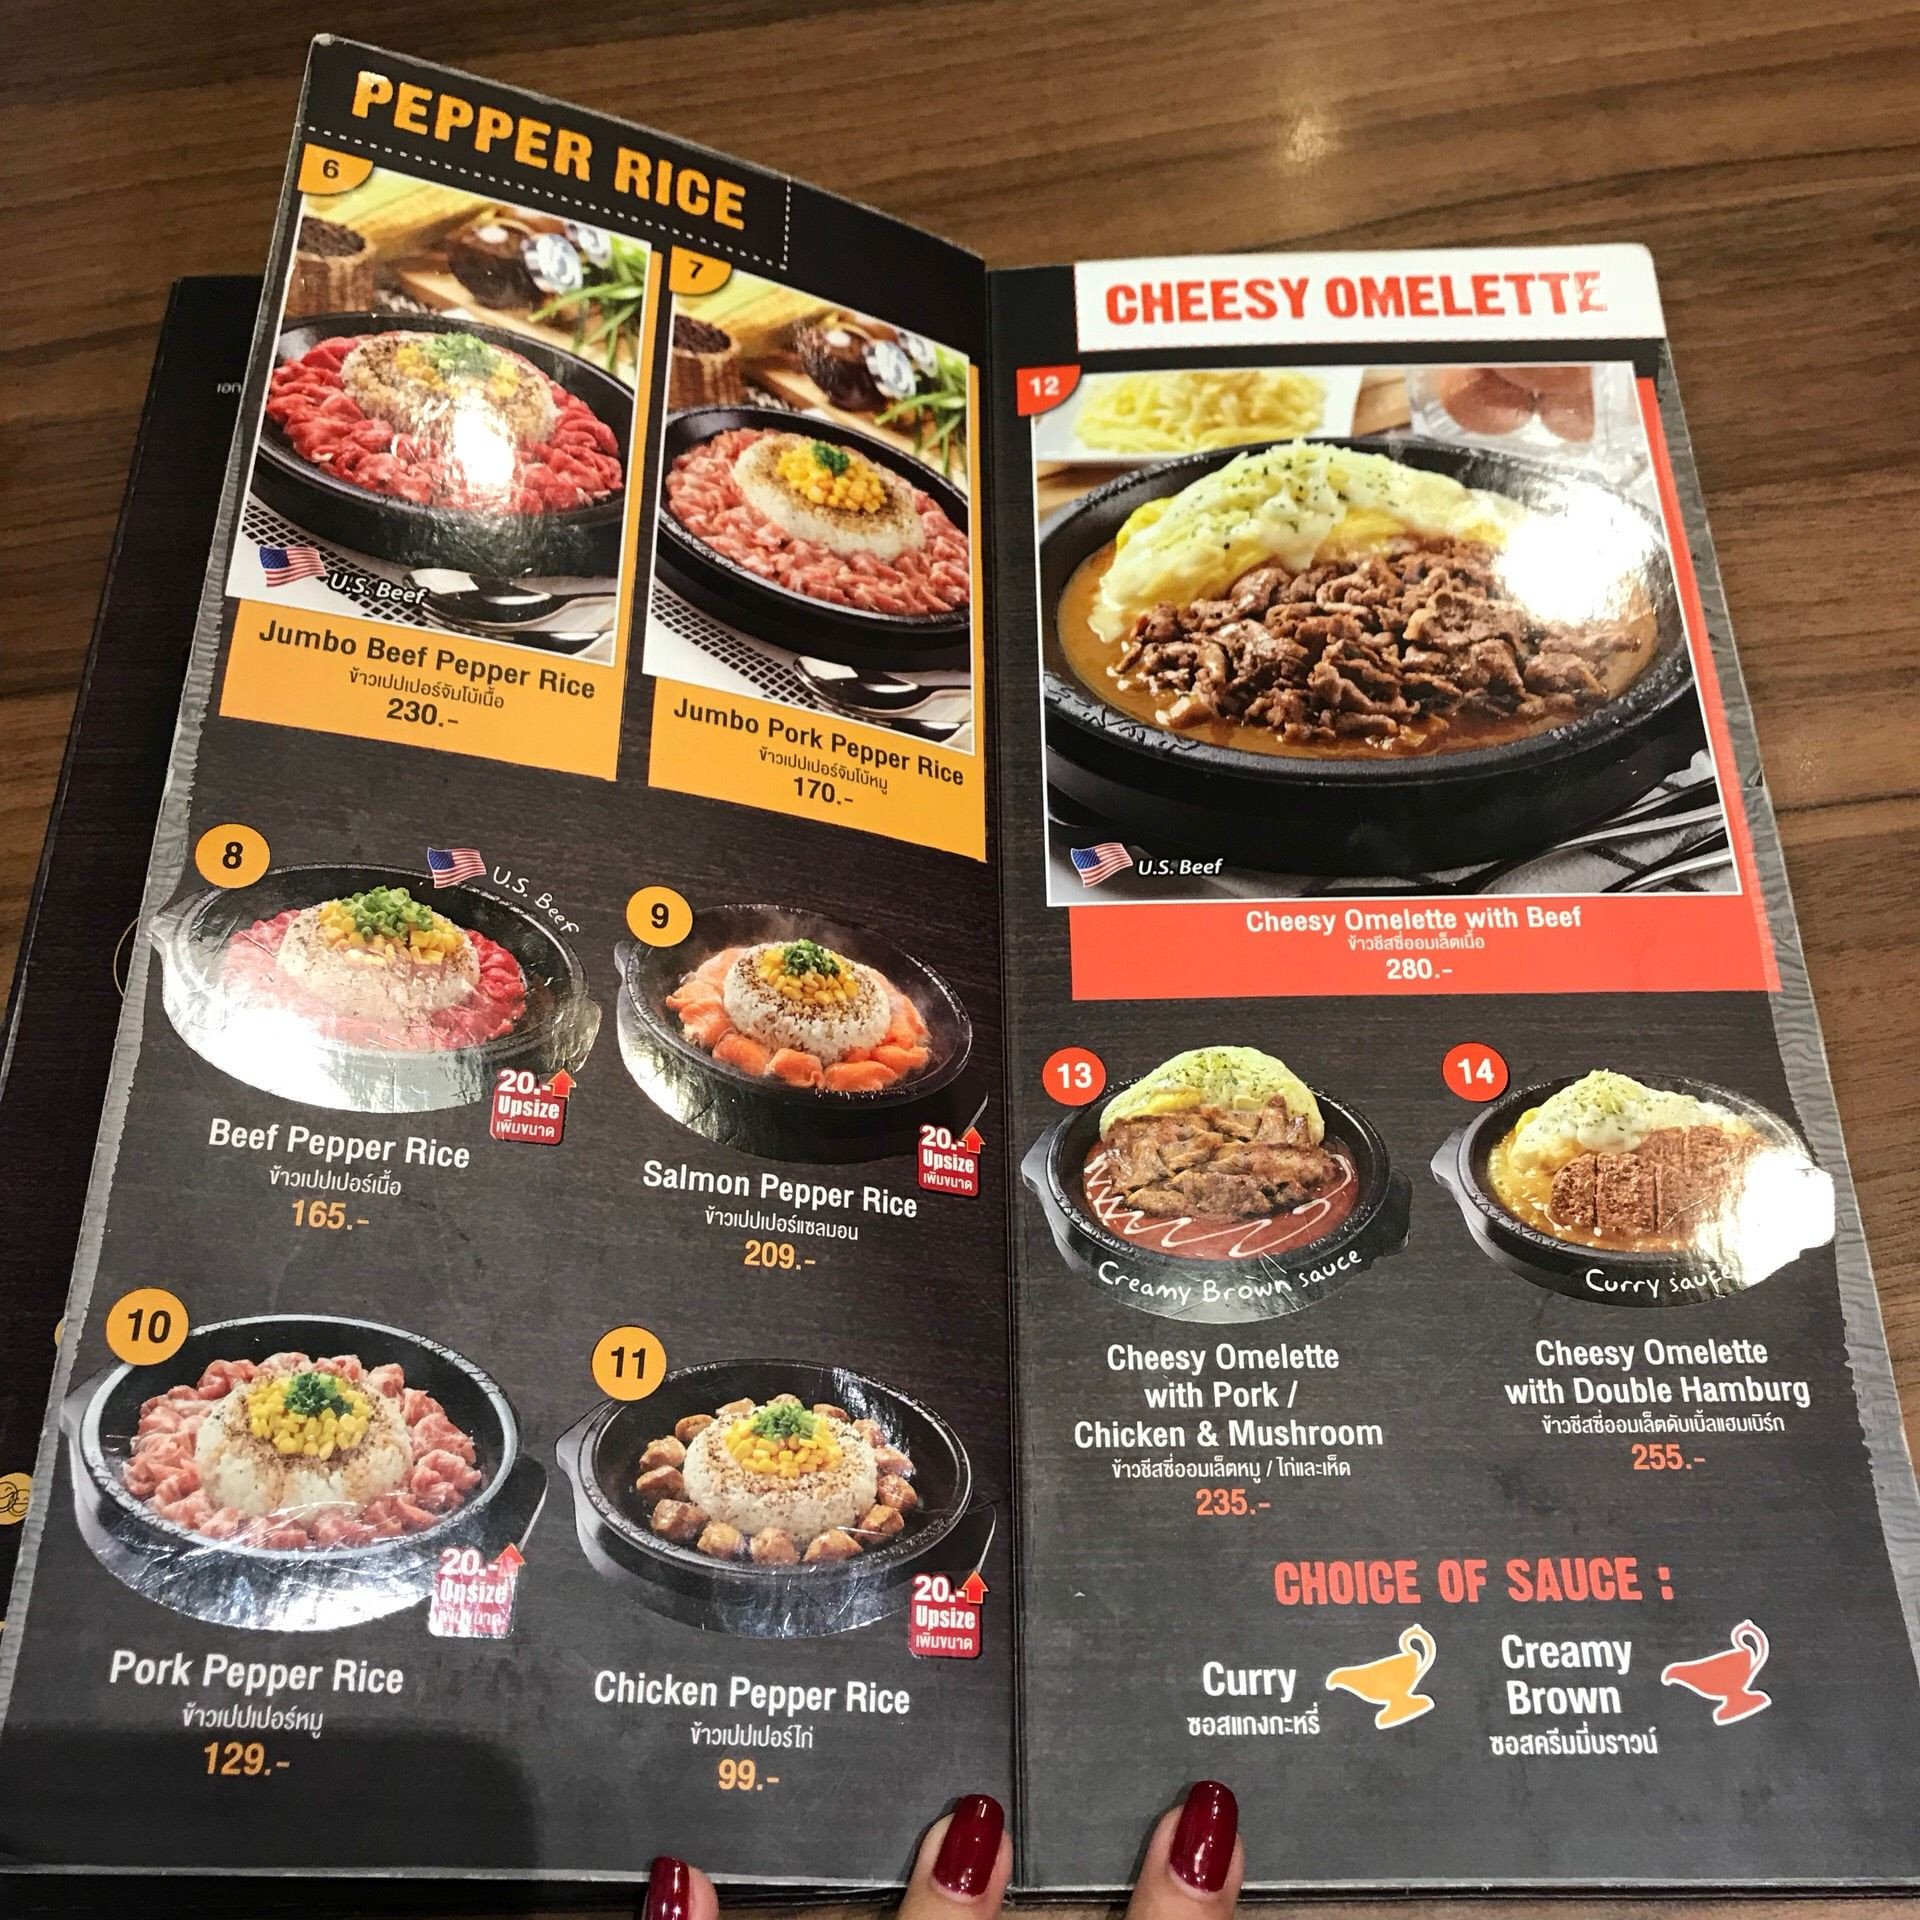 PEPPER RICE
6
U.S. Beef
Jumbo Beef Pepper Rice
ข้าวเปปเปอร์จัมโบ้เนื้อ
230.-
7
Jumbo Pork Pepper Rice
ข้าวเปปเปอร์จัมโบ้หมู
170.-
8
U.S. Beef
20.-
Upsize
เพิ่มขนาด
Beef Pepper Rice
ข้าวเปปเปอร์เนื้อ
165.-
9
20.-
Upsize
เพิ่มขนาด
Salmon Pepper Rice
ข้าวเปปเปอร์แซลมอน
209.-
10
20.-
Upsize
เพิ่มขนาด
Pork Pepper Rice
ข้าวเปปเปอร์หมู
129.-
11
20.-
Upsize
เพิ่มขนาด
Chicken Pepper Rice
ข้าวเปปเปอร์ไก่
99.-
CHEESY OMELETTE
12
U.S. Beef
Cheesy Omelette with Beef
ข้าวชีสซี่ออมเล็ตเนื้อ
280.-
13
Creamy Brown sauce
Cheesy Omelette
with Pork /
Chicken & Mushroom
ข้าวชีสซี่ออมเล็ตหมู / ไก่และเห็ด
235.-
14
Curry sauce
Cheesy Omelette
with Double Hamburg
ข้าวชีสซี่ออมเล็ตดับเบิ้ลแฮมเบิร์ก
255.-
CHOICE OF SAUCE :
Curry
ซอสแกงกะหรี่
Creamy
Brown
ซอสครีมมี่บราวน์